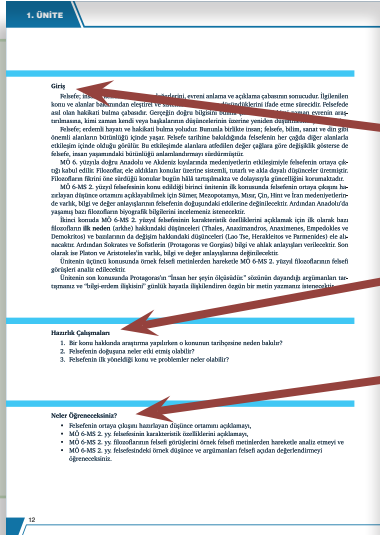 1. ÜNİTE
Giriş
Felsefe; insanın kendini, evreni anlama ve açıklama çabasının sonucudur. İlgilenilen
konu ve alanlar bakımından eleştirel ve düşündüklerini ifade etme sürecidir. Felsefede
asıl olan hakikati bulma çabasıdır. Gerçeğin doğru bilgisini zaman evrenin araş-
tırılmasına, kimi zaman kendi veya başkalarının düşüncelerinin üzerine yeniden
Felsefe; erdemli hayatı ve hakikati bulma yoludur. Bununla birlikte insan; felsefe, bilim, sanat ve din gibi
önemli alanların bütünlüğü içinde yaşar. Felsefe tarihine bakıldığında felsefenin her çağda diğer alanlarla
etkileşim içinde olduğu görülür. Bu etkileşimde alanlara atfedilen değer çağlara göre değişiklik gösterse de
felsefe, insan yaşamındaki bütünlüğü anlamlandırmayı sürdürmüştür.
MÖ 6. yüzyılda Doğu Anadolu ve Akdeniz kıyılarında medeniyetlerin etkileşimiyle felsefenin ortaya çık-
tığı kabul edilir. Filozoflar, ele aldıkları konular üzerine sistemli, tutarlı ve akla dayalı düşünceler üretmiştir.
Filozofların fikrini öne sürdüğü konular bugün hâlâ tartışılmakta ve dolayısıyla güncelliğini korumaktadır.
MÖ 6-MS 2. yüzyıl felsefesinin konu edildiği birinci ünitenin ilk konusunda felsefenin ortaya çıkışını ha-
zırlayan düşünce ortamını açıklayabilmek için Sümer, Mezopotamya, Mısır, Çin, Hint ve İran medeniyetlerin-
de varlık, bilgi ve değer anlayışlarının felsefenin doğuşundaki etkilerine değinilecektir. Ardından Anadolu'da
yaşamış bazı filozofların biyografik bilgilerini incelemeniz istenecektir.
İkinci konuda MÖ 6-MS 2. yüzyıl felsefesinin karakteristik özelliklerini açıklamak için ilk olarak bazı
filozofların ilk neden (arkhe) hakkındaki düşünceleri (Thales, Anaximandros, Anaximenes, Empedokles ve
Demokritos) ve bazılarının da değişim hakkındaki düşünceleri (Lao Tse, Herakleitos ve Parmenides) ele alı-
nacaktır. Ardından Sokrates ve Sofistlerin (Protagoras ve Gorgias) bilgi ve ahlak anlayışları verilecektir. Son
olarak ise Platon ve Aristoteles'in varlık, bilgi ve değer anlayışlarına değinilecektir.
Ünitenin üçüncü konusunda örnek felsefi metinlerden hareketle MÖ 6-MS 2. yüzyıl filozoflarının felsefi
görüşleri analiz edilecektir.
Ünitenin son konusunda Protagoras'ın "İnsan her şeyin ölçüsüdür." sözünün dayandığı argümanları tar-
tışmanız ve "bilgi-erdem ilişkisini" günlük hayatla ilişkilendiren özgün bir metin yazmanız istenecektir.
Hazırlık Çalışmaları
1. Bir konu hakkında araştırma yapılırken o konunun tarihçesine neden bakılır?
2. Felsefenin doğuşuna neler etki etmiş olabilir?
3. Felsefenin ilk yöneldiği konu ve problemler neler olabilir?
Neler Öğreneceksiniz?
• Felsefenin ortaya çıkışını hazırlayan düşünce ortamını açıklamayı,
• MÖ 6-MS 2. yy. felsefesinin karakteristik özelliklerini açıklamayı,
• MÖ 6-MS 2. yy. filozoflarının felsefi görüşlerini örnek felsefi metinlerden hareketle analiz etmeyi ve
• MÖ 6-MS 2. yy. felsefesindeki örnek düşünce ve argümanları felsefi açıdan değerlendirmeyi
öğreneceksiniz.
12